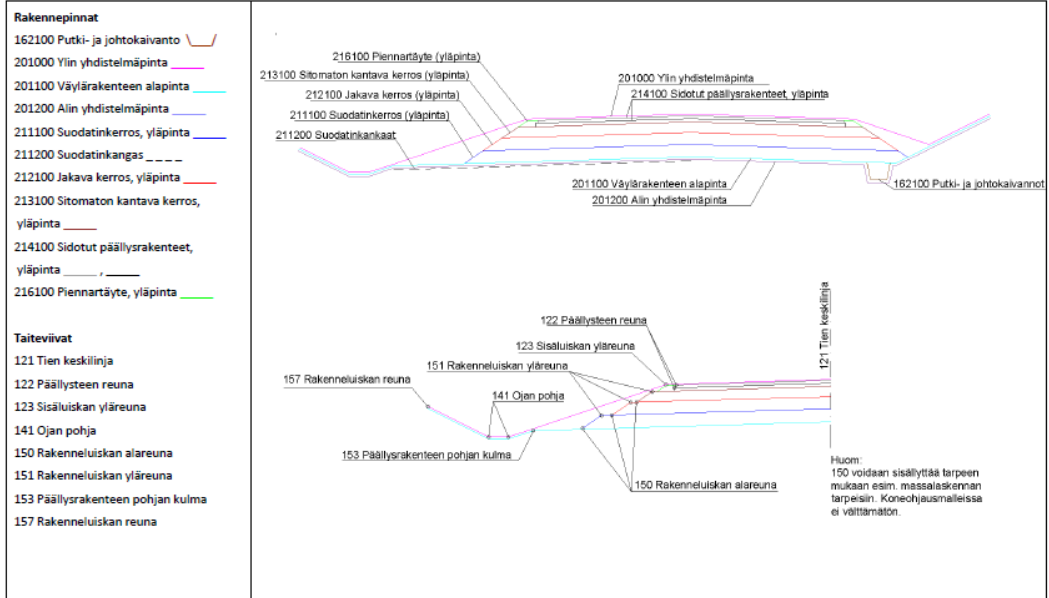 Rakennepinnat
162100 Putki- ja johtokaivanto
201000 Ylin yhdistelmäpinta
201100 Väylärakenteen alapinta
201200 Alin yhdistelmäpinta
211100 Suodatinkerros, yläpinta
211200 Suodatinkangas
212100 Jakava kerros, yläpinta
213100 Sitomaton kantava kerros,
yläpinta
214100 Sidotut päällysrakenteet,
yläpinta ,
216100 Piennartäyte, yläpinta
Taiteviivat
121 Tien keskilinja
122 Päällysteen reuna
123 Sisäluiskan yläreuna
141 Ojan pohja
150 Rakenneluiskan alareuna
151 Rakenneluiskan yläreuna
153 Päällysrakenteen pohjan kulma
157 Rakenneluiskan reuna
216100 Piennartäyte (yläpinta)
213100 Sitomaton kantava kerros (yläpinta)
212100 Jakava kerros (yläpinta)
211100 Suodatinkerros (yläpinta)
211200 Suodatinkankaat
201000 Ylin yhdistelmäpinta
214100 Sidotut päällysrakenteet, yläpinta
201100 Väylärakenteen alapinta
201200 Alin yhdistelmäpinta
162100 Putki- ja johtokaivannot
122 Päällysteen reuna
123 Sisäluiskan yläreuna
151 Rakenneluiskan yläreuna
157 Rakenneluiskan reuna
141 Ojan pohja
153 Päällysrakenteen pohjan kulma
150 Rakenneluiskan alareuna
121 Tien keskilinja
Huom:
150 voidaan sisällyttää tarpeen
mukaan esim. massalaskennan
tarpeisiin. Koneohjausmalleissa
ei välttämätön.